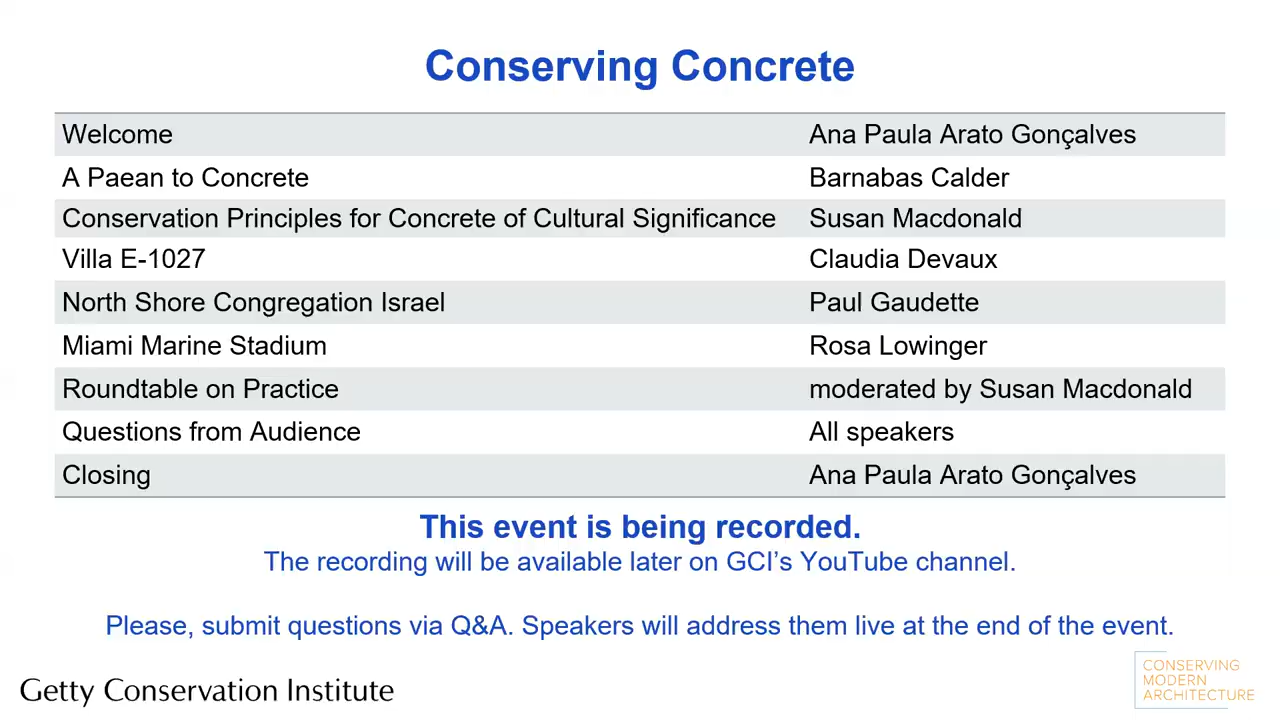 Conserving Concrete
Welcome Ana Paula Arato Gonçalves
A Paean to Concrete Barnabas Calder
Conservation Principles for Concrete of Cultural Significance Susan Macdonald
Villa E-1027 Claudia Devaux
North Shore Congregation Israel Paul Gaudette
Miami Marine Stadium Rosa Lowinger
Roundtable on Practice moderated by Susan Macdonald
Questions from Audience All speakers
Closing Ana Paula Arato Gonçalves
This event is being recorded.
The recording will be available later on GCI’s YouTube channel.
Please, submit questions via Q&A. Speakers will address them live at the end of the event.
Getty Conservation Institute
CONSERVING
MODERN
ARCHITECTURE